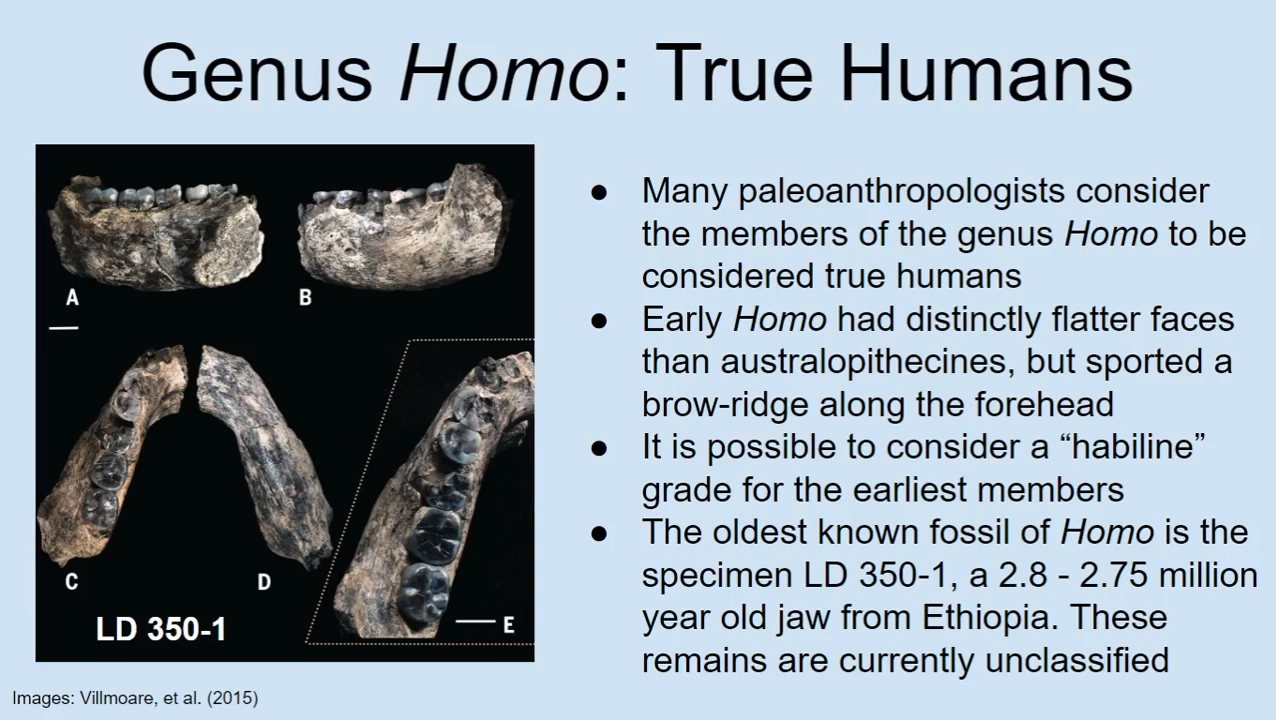 Genus Homo: True Humans
A
B
C
D
E
LD 350-1
● Many paleoanthropologists consider
the members of the genus Homo to be
considered true humans
● Early Homo had distinctly flatter faces
than australopithecines, but sported a
brow-ridge along the forehead
● It is possible to consider a “habiline”
grade for the earliest members
● The oldest known fossil of Homo is the
specimen LD 350-1, a 2.8 - 2.75 million
year old jaw from Ethiopia. These
remains are currently unclassified
Images: Villmoare, et al. (2015)